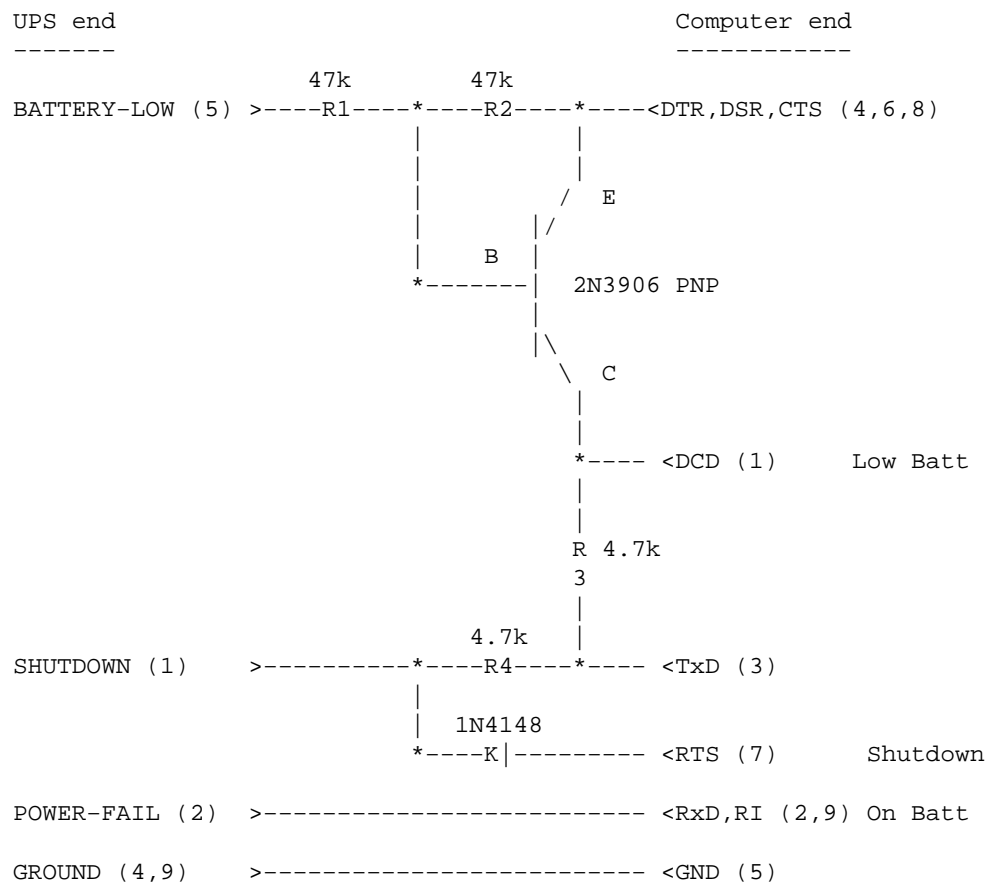 UPS end                                      Computer end
-------                                      ------------
47k        47k
BATTERY-LOW (5) >----R1----*----R2----*----<DTR,DSR,CTS (4,6,8)
E
B
*-------| 2N3906 PNP
C
*---- <DCD (1) Low Batt
R 4.7k
3
4.7k
SHUTDOWN (1) >----------*----R4----*---- <TxD (3)
1N4148
*----K|--------- <RTS (7) Shutdown
POWER-FAIL (2) >-------------------------- <RxD,RI (2,9) On Batt
GROUND (4,9) >-------------------------- <GND (5)